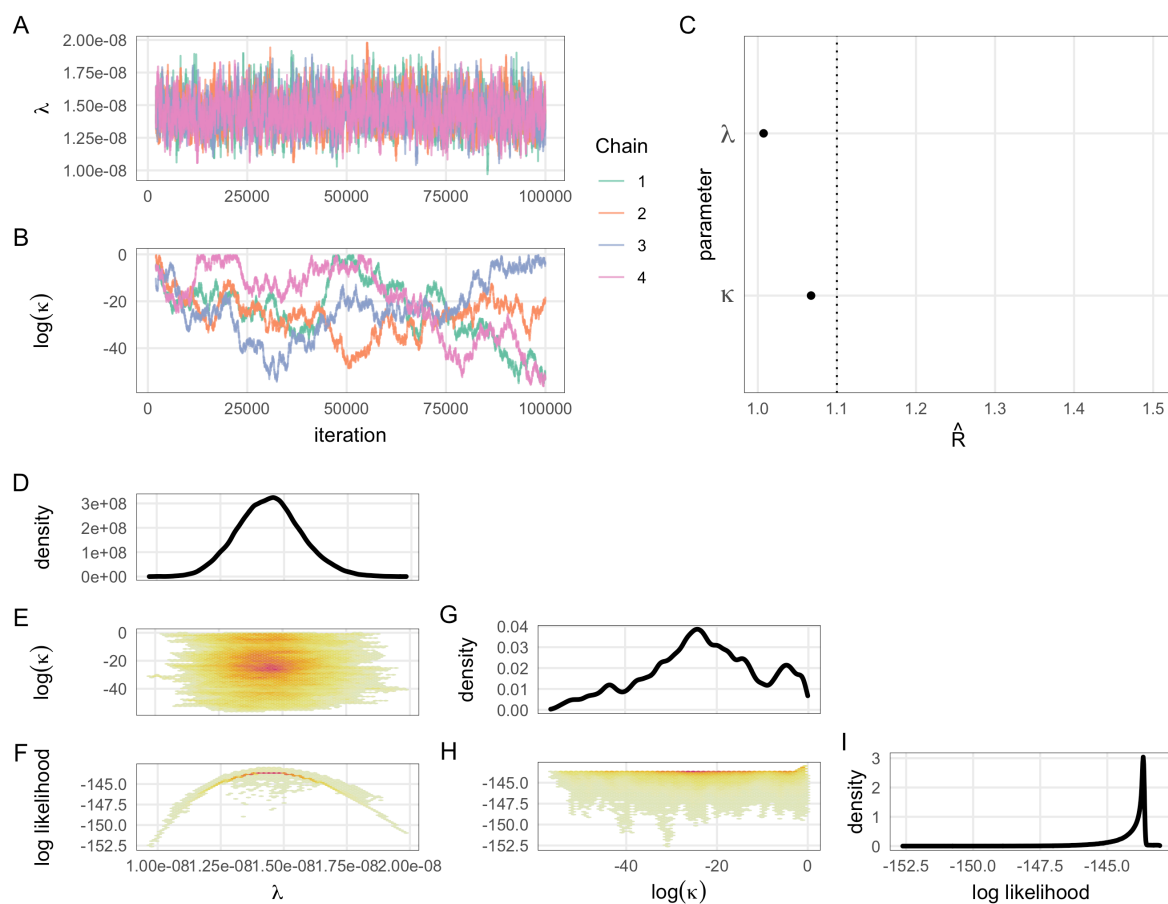 A
2.00e-08
1.75e-08
1.50e-08
1.25e-08
1.00e-08
λ
0 25000 50000 75000 100000
B
0
-20
-40
log(κ)
0 25000 50000 75000 100000
iteration
Chain
1
2
3
4
C
λ
κ
parameter
1.0 1.1 1.2 1.3 1.4 1.5
R̂
D
3e+08
2e+08
1e+08
0e+00
density
E
0
-20
-40
log(κ)
G
0.04
0.03
0.02
0.01
0.00
density
F
-145.0
-147.5
-150.0
-152.5
log likelihood
1.00e-08 1.25e-08 1.50e-08 1.75e-08 2.00e-08
λ
H
-145.0
-147.5
-150.0
-152.5
-40 -20 0
log(κ)
I
3
2
1
0
density
-152.5 -150.0 -147.5 -145.0
log likelihood